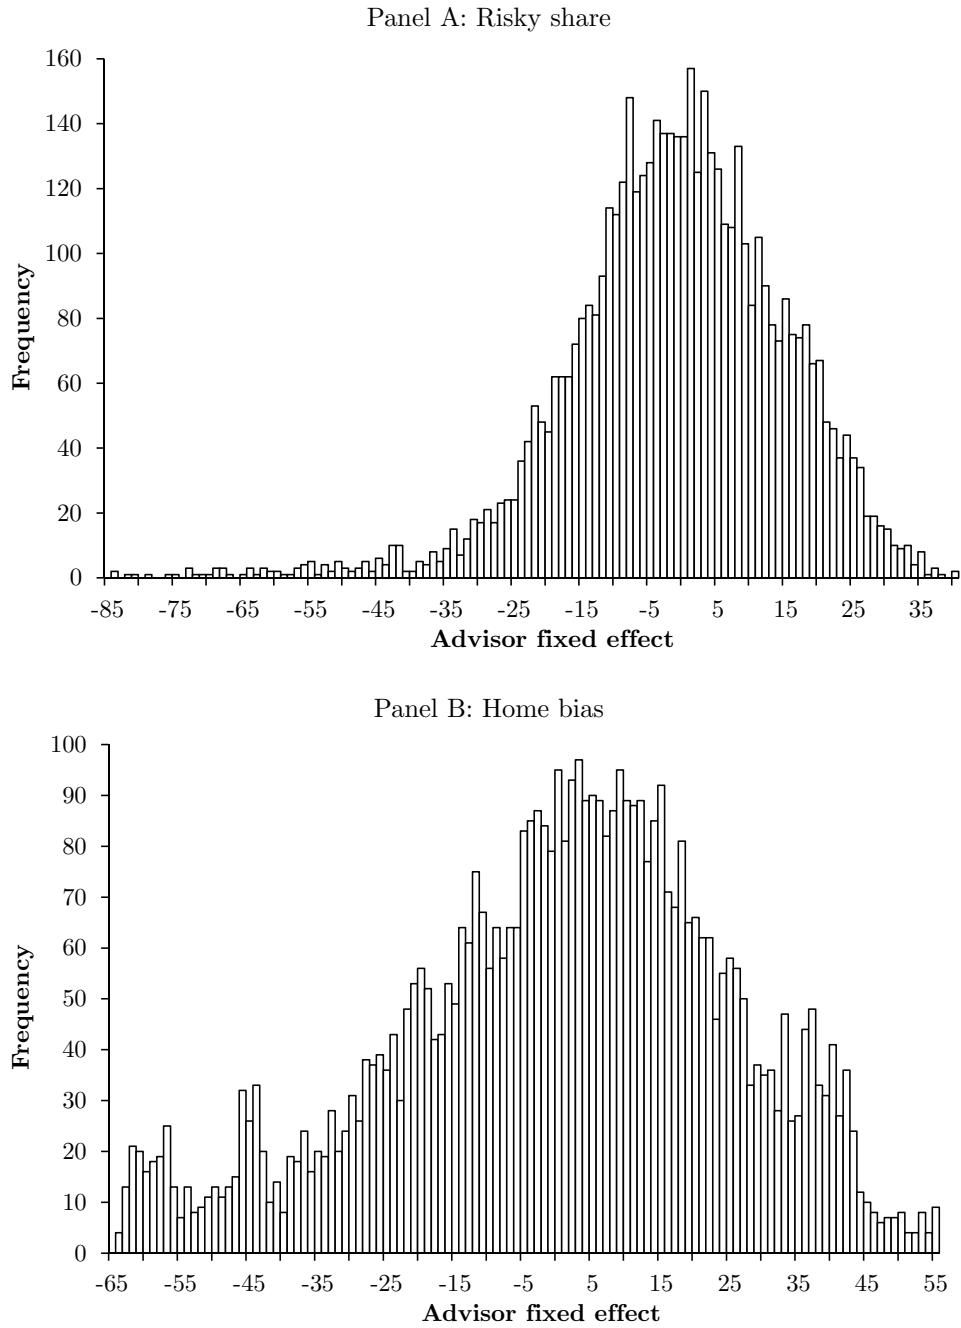 Panel A: Risky share
160
140
120
100
80
60
40
20
0
Frequency
-85 -75 -65 -55 -45 -35 -25 -15 -5 5 15 25 35
Advisor fixed effect
Panel B: Home bias
100
90
80
70
60
50
40
30
20
10
0
Frequency
-65 -55 -45 -35 -25 -15 -5 5 15 25 35 45 55
Advisor fixed effect